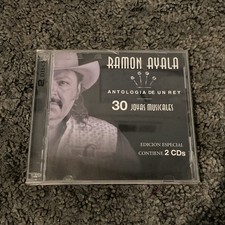 RAMON AYALA
ANTOLOGIA DE UN REY
30 JOYAS MUSICALES
EDICION ESPECIAL
CONTIENE 2 CDs